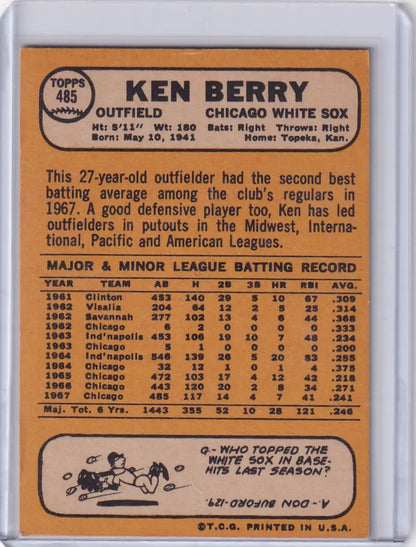 TOPPS
485
KEN BERRY
OUTFIELD CHICAGO WHITE SOX
Ht: 5'11" Wt: 180 Bats: Right Throws: Right
Born: May 10, 1941 Home: Topeka, Kan.
This 27-year-old outfielder had the second best
batting average among the club's regulars in
1967. A good defensive player too, Ken has led
outfielders in putouts in the Midwest, Interna-
tional, Pacific and American Leagues.
MAJOR & MINOR LEAGUE BATTING RECORD
YEAR TEAM AB H 2B 3B HR RBI AVG.
1961 Clinton 453 140 29 5 10 67 .309
1962 Visalia 204 64 12 2 5 25 .314
1962 Savannah 277 102 13 4 6 44 .368
1962 Chicago 6 2 0 0 0 0 .333
1963 Ind'napolis 453 106 19 10 7 48 .234
1963 Chicago 5 1 0 0 0 0 .200
1964 Ind'napolis 546 139 26 5 20 83 .255
1964 Chicago 32 12 1 0 1 4 .375
1965 Chicago 472 103 17 4 12 42 .218
1966 Chicago 443 120 20 2 8 34 .271
1967 Chicago 485 117 14 4 7 41 .241
Maj. Tot. 6 Yrs. 1443 355 52 10 28 121 .246
Q-WHO TOPPED THE
WHITE SOX IN BASE-
HITS LAST SEASON?
A.-DON BUFORD-129.
©T.C.G. PRINTED IN U.S.A.